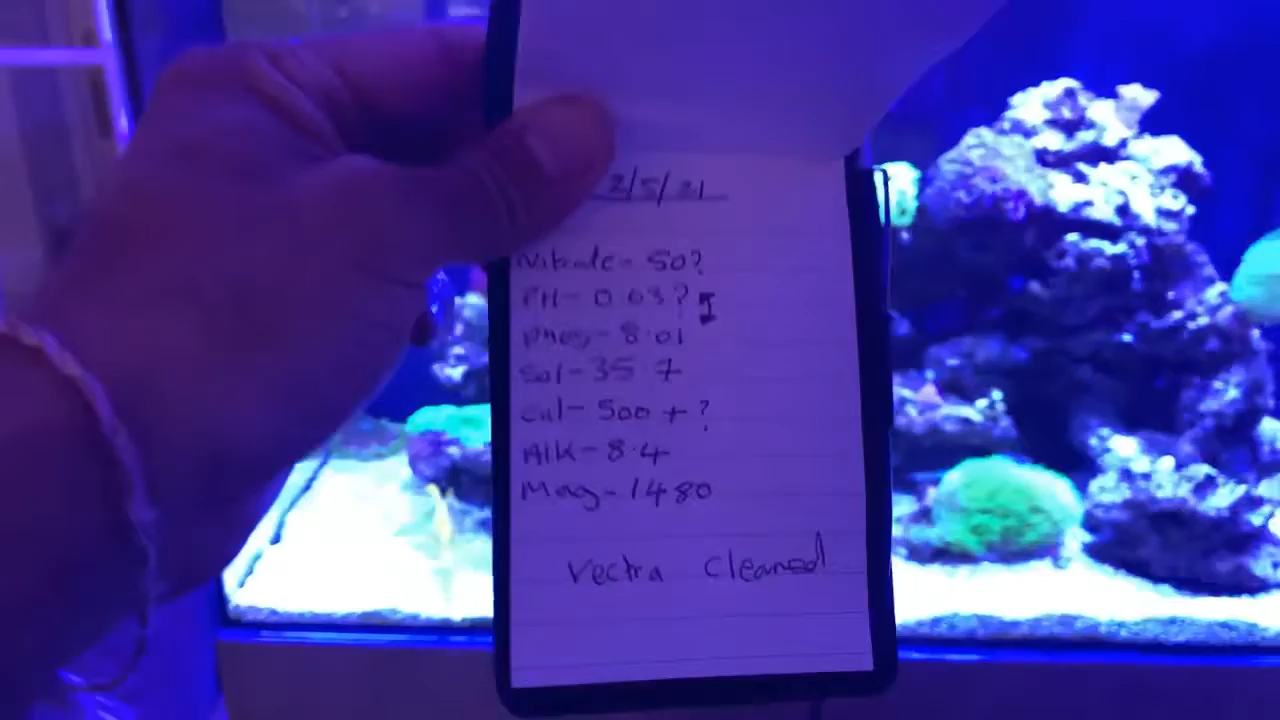 2/5/21
Nitrate - 50?
PH - 0.03?
Phos - 8.01
Sal - 35.7
Cal - 500 + ?
Alk - 8.4
Mag - 1480
Vectra Cleaned